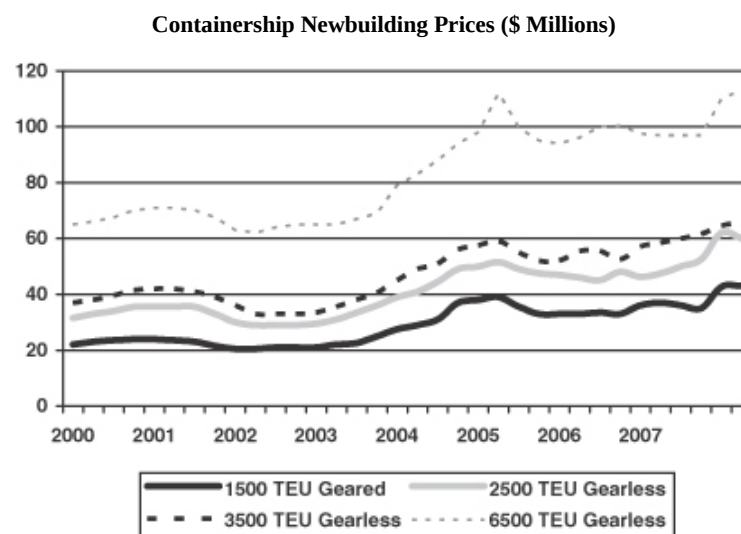 Containership Newbuilding Prices ($ Millions)
120
100
80
60
40
20
0
2000 2001 2002 2003 2004 2005 2006 2007
1500 TEU Geared 2500 TEU Gearless
3500 TEU Gearless 6500 TEU Gearless